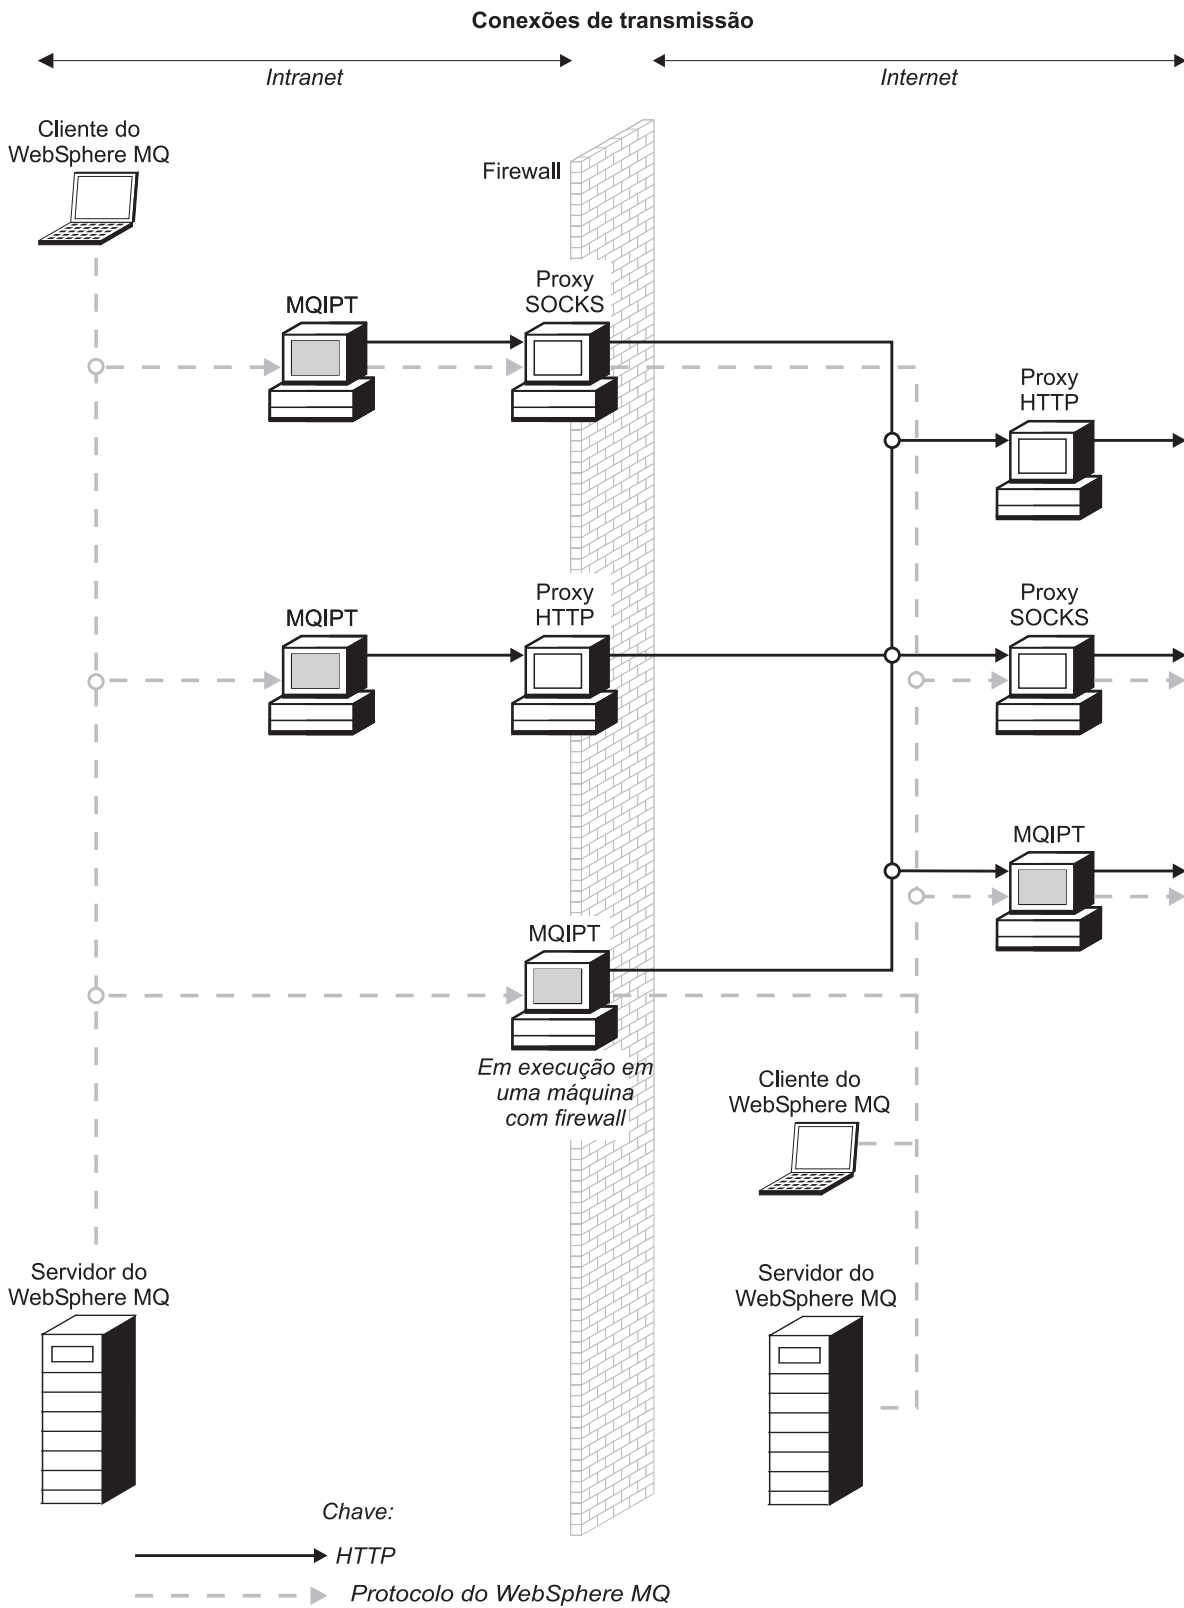 Conexões de transmissão
Intranet
Internet
Cliente do
WebSphere MQ
Firewall
Proxy
SOCKS
MQIPT
Proxy
HTTP
Proxy
HTTP
MQIPT
Proxy
SOCKS
MQIPT
MQIPT
Em execução em
uma máquina
com firewall
Cliente do
WebSphere MQ
Servidor do
WebSphere MQ
Servidor do
WebSphere MQ
Chave:
HTTP
Protocolo do WebSphere MQ